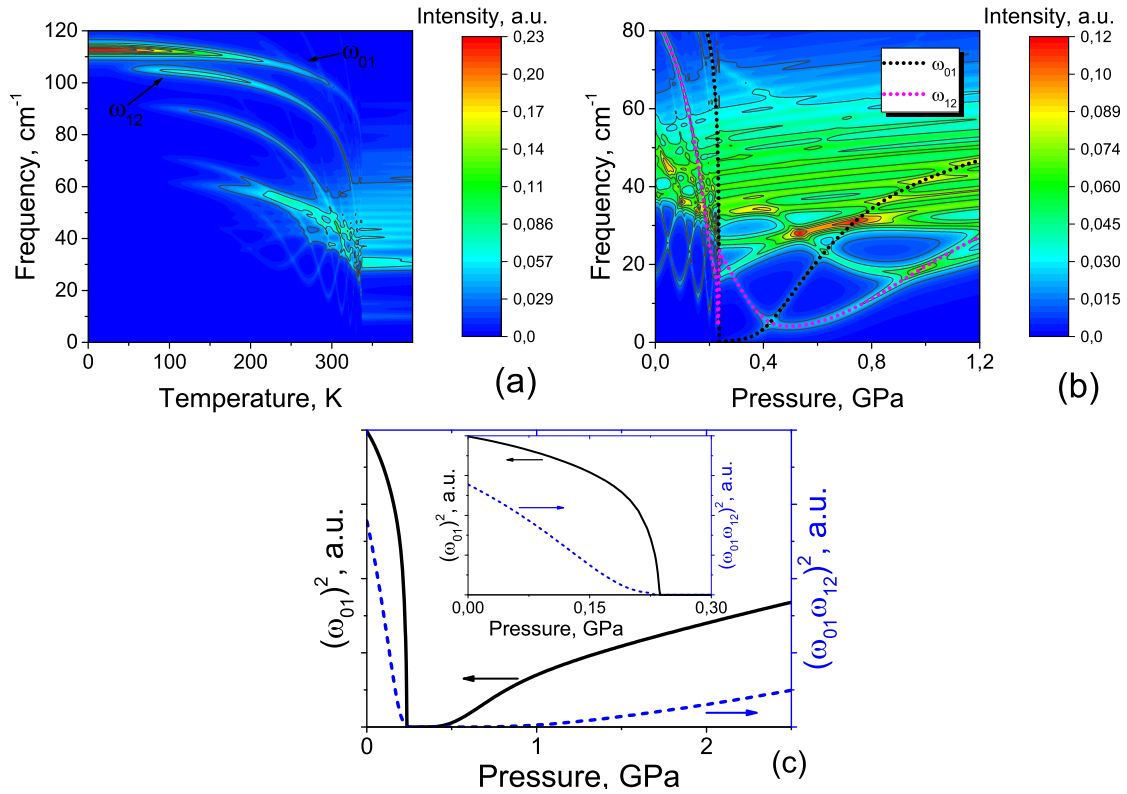 Intensity, a.u.
120
100
80
60
40
20
0
Frequency, cm⁻¹
ω₀₁
ω₁₂
0 100 200 300
Temperature, K
(a)
0,23
0,20
0,17
0,14
0,11
0,086
0,057
0,029
0,0
Intensity, a.u.
80
60
40
20
0
Frequency, cm⁻¹
ω₀₁
ω₁₂
0,0 0,4 0,8 1,2
Pressure, GPa
(b)
0,12
0,10
0,089
0,074
0,060
0,045
0,030
0,015
0,0
(ω₀₁)², a.u.
(ω₀₁ω₁₂)², a.u.
0,00 0,15 0,30
Pressure, GPa
(ω₀₁)², a.u.
(ω₀₁ω₁₂)², a.u.
0 1 2
Pressure, GPa
(c)